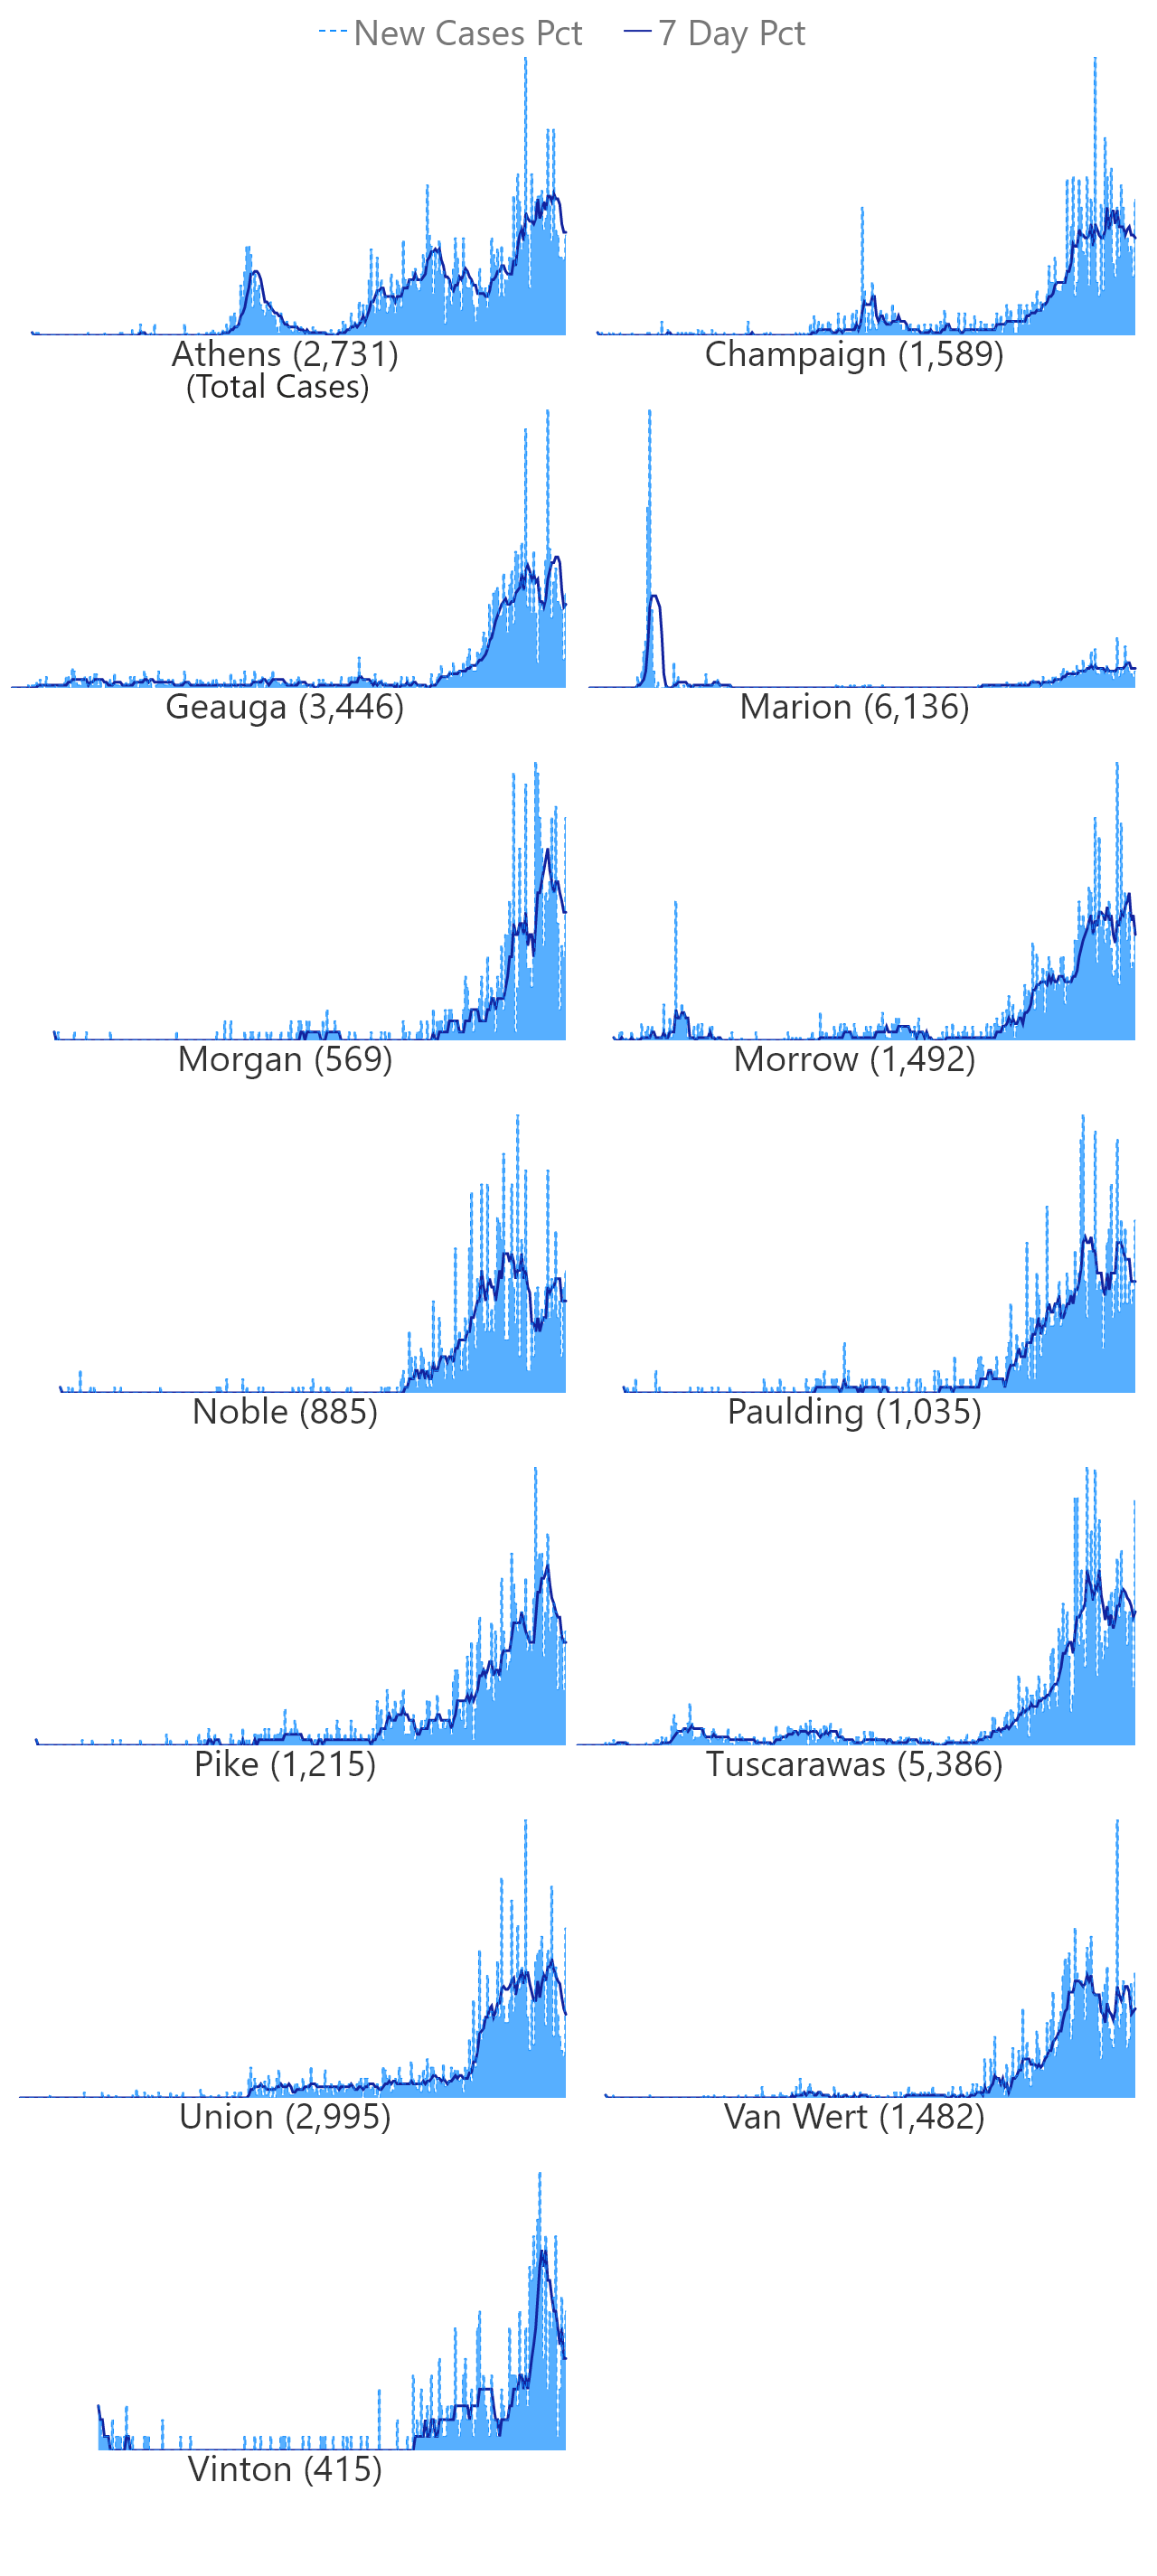 New Cases Pct 7 Day Pct
Athens (2,731) Champaign (1,589)
(Total Cases)
Geauga (3,446) Marion (6,136)
Morgan (569) Morrow (1,492)
Noble (885) Paulding (1,035)
Pike (1,215) Tuscarawas (5,386)
Union (2,995) Van Wert (1,482)
Vinton (415)